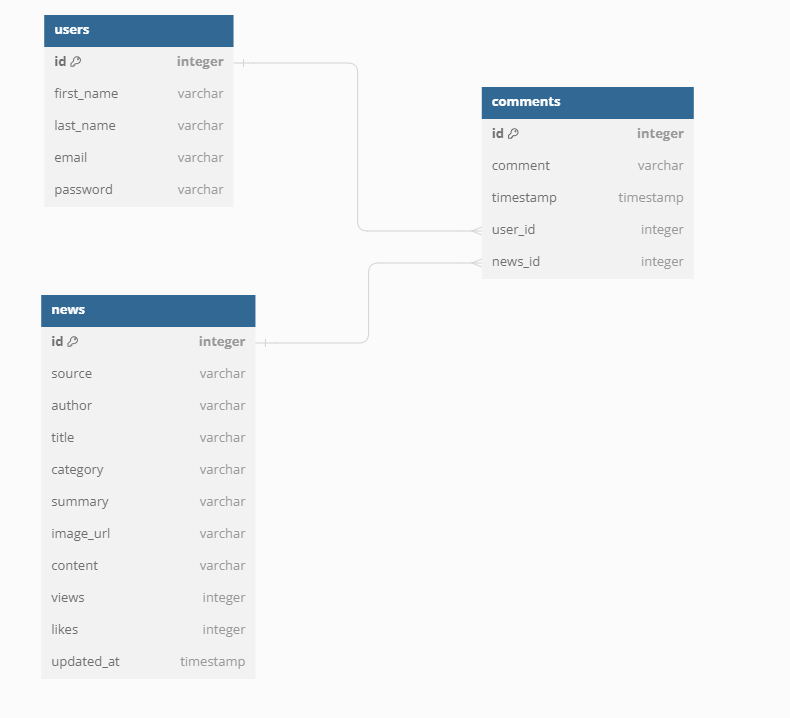 users
id integer
first_name varchar
last_name varchar
email varchar
password varchar
comments
id integer
comment varchar
timestamp timestamp
user_id integer
news_id integer
news
id integer
source varchar
author varchar
title varchar
category varchar
summary varchar
image_url varchar
content varchar
views integer
likes integer
updated_at timestamp